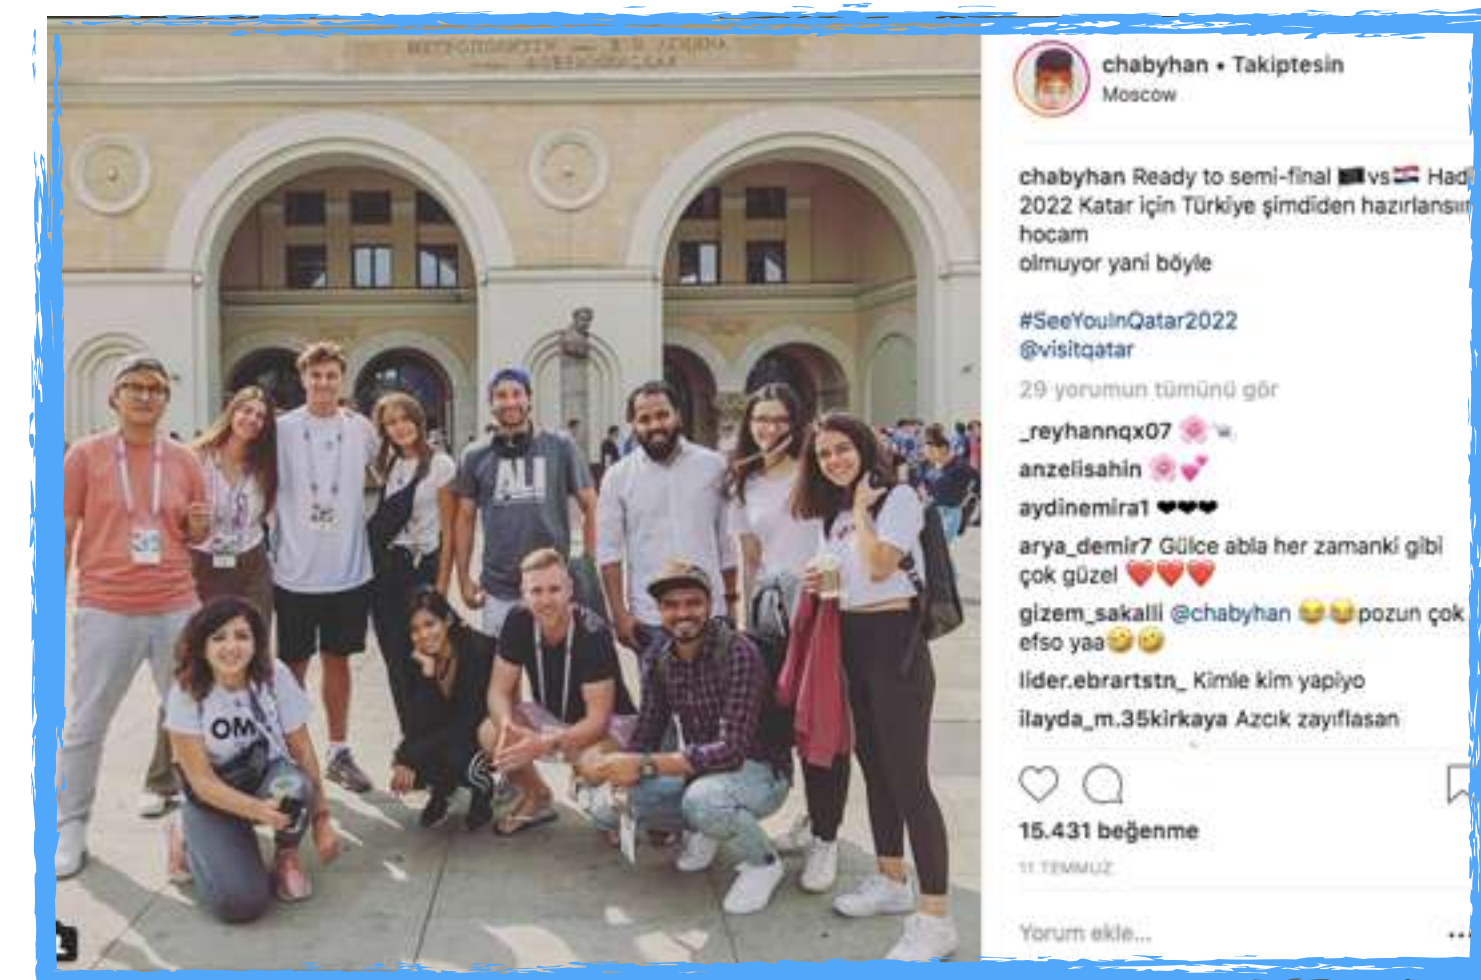 chabyhan • Takiptesin
Moscow
chabyhan Ready to semi-final 🏴vs🇭🇷
2022 Katar için Türkiye şimdiden
hocam
olmuyor yani böyle
#SeeYouInQatar2022
@visitqatar
29 yorumun tümünü gör
_reyhannqx07 🌸
anzelisahin 🌸💕
aydinemira1 ❤❤❤
arya_demir7 Gülce abla her zamanki gibi
çok güzel ❤️❤️❤️
gizem_sakalli @chabyhan 😂😂pozun çok
efso yaa🤣🤣
lider.ebrartstn_ Kimle kim yapiyo
ilayda_m.35kirkaya Azcık zayıflasan
15.431 beğenme
11 TEMMUZ
Yorum ekle...
ALI
OM